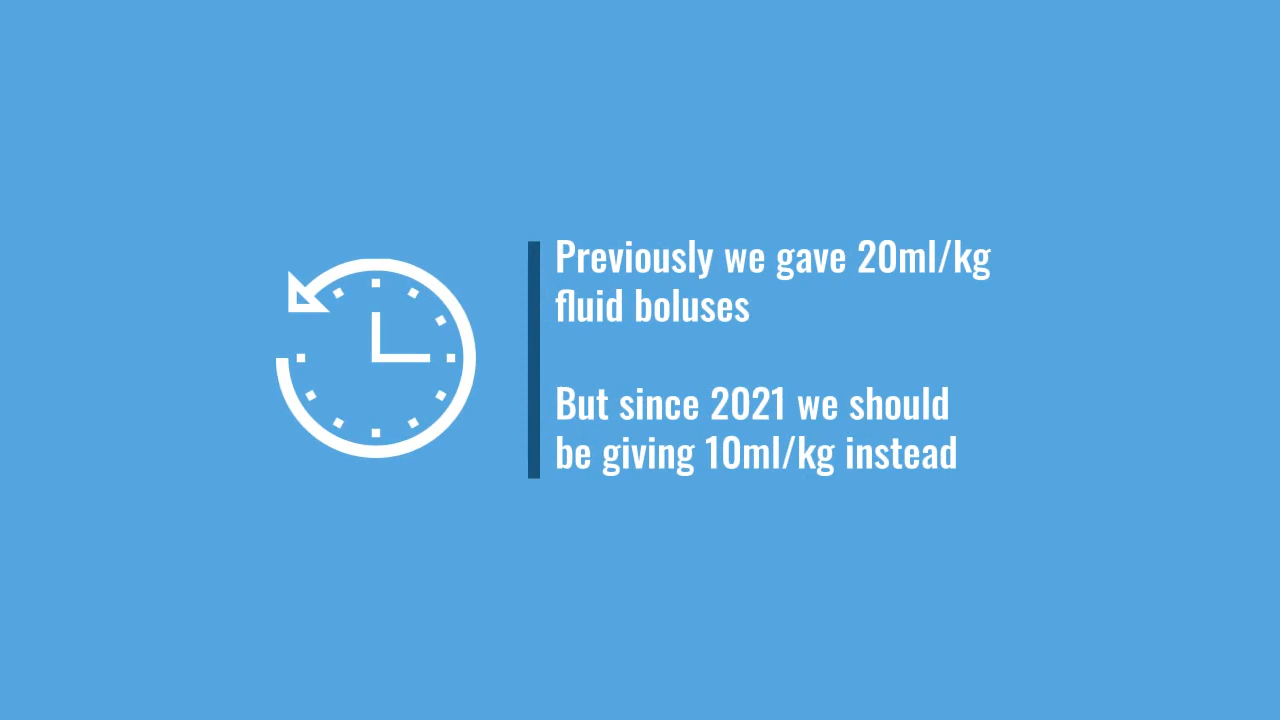 Previously we gave 20ml/kg
fluid boluses
But since 2021 we should
be giving 10ml/kg instead